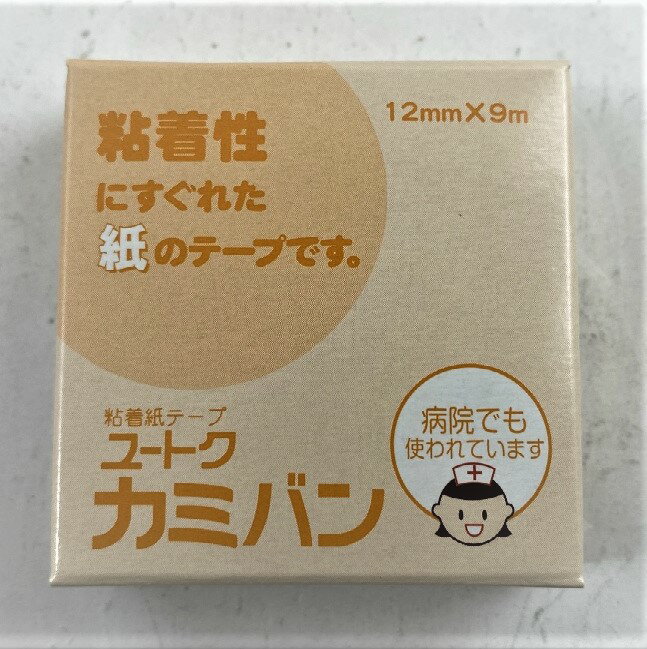 12mm×9m
粘着性
にすぐれた
紙のテープです。
粘着紙テープ
ユートク
カミバン
病院でも
使われています